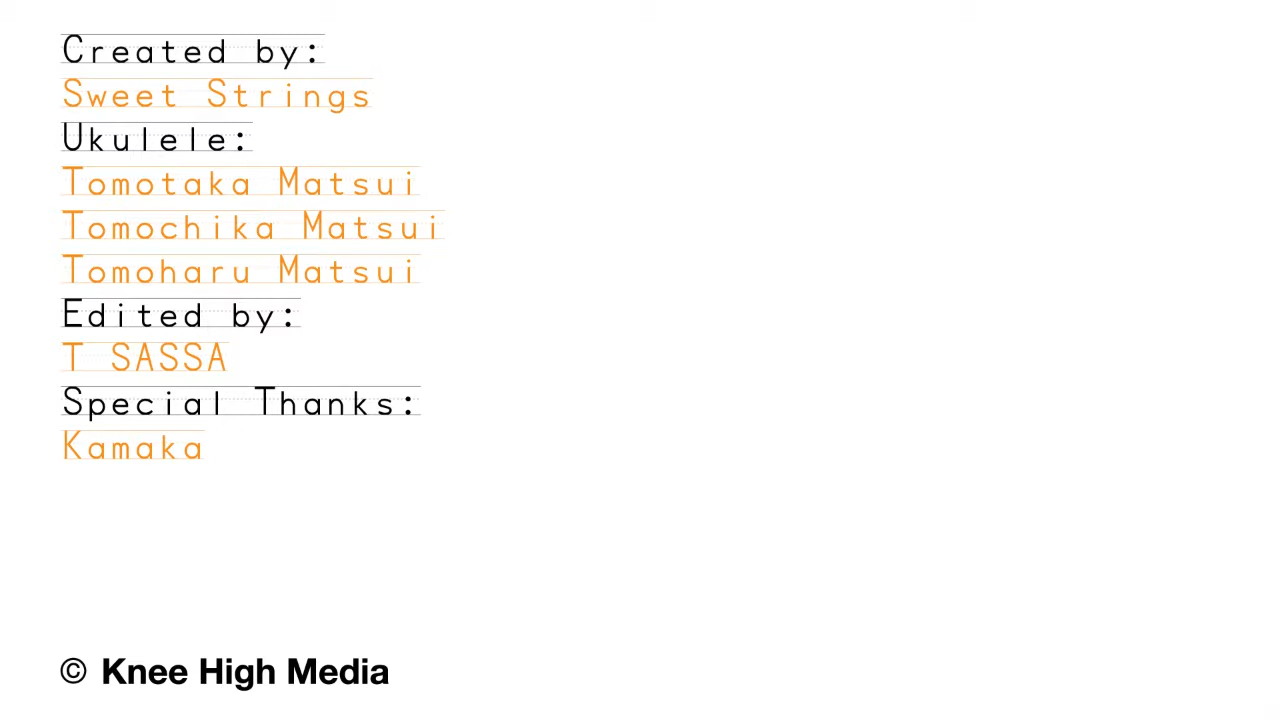 Created by:
Sweet Strings
Ukulele:
Tomotaka Matsui
Tomochika Matsui
Tomoharu Matsui
Edited by:
T SASSA
Special Thanks:
Kamaka
© Knee High Media